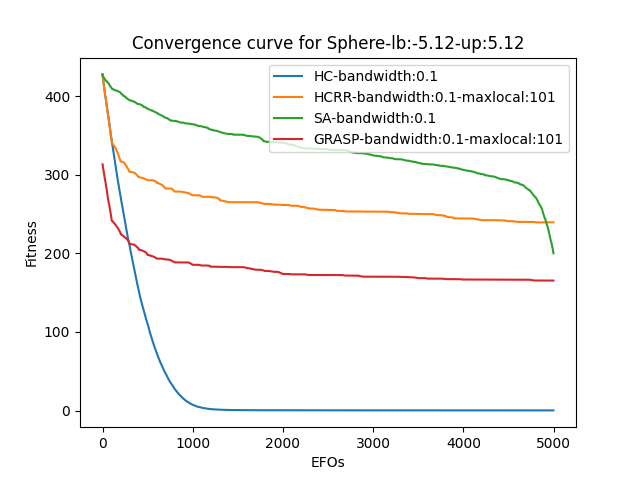 Convergence curve for Sphere-lb:-5.12-up:5.12
HC-bandwidth:0.1
HCRR-bandwidth:0.1-maxlocal:101
SA-bandwidth:0.1
GRASP-bandwidth:0.1-maxlocal:101
Fitness
400
300
200
100
0
0 1000 2000 3000 4000 5000
EFOs